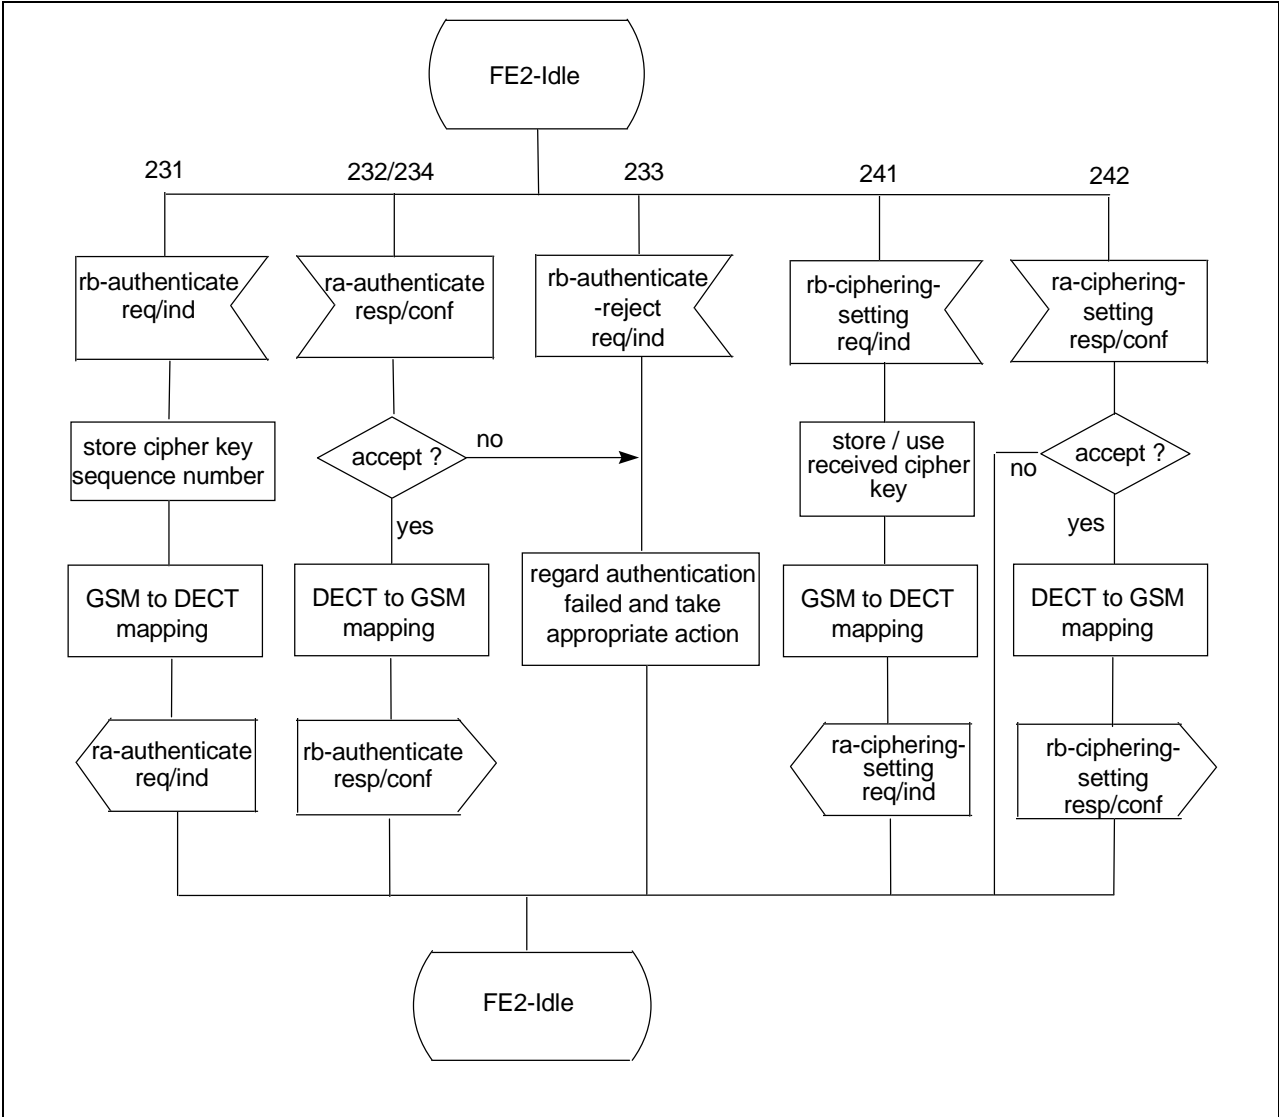 FE2-Idle
231
232/234
233
241
242
rb-authenticate
req/ind
ra-authenticate
resp/conf
rb-authenticate
-reject
req/ind
rb-ciphering-
setting
req/ind
ra-ciphering-
setting
resp/conf
store cipher key
sequence number
accept ?
no
yes
store / use
received cipher
key
accept ?
no
yes
GSM to DECT
mapping
DECT to GSM
mapping
regard authentication
failed and take
appropriate action
GSM to DECT
mapping
DECT to GSM
mapping
ra-authenticate
req/ind
rb-authenticate
resp/conf
ra-ciphering-
setting
req/ind
rb-ciphering-
setting
resp/conf
FE2-Idle